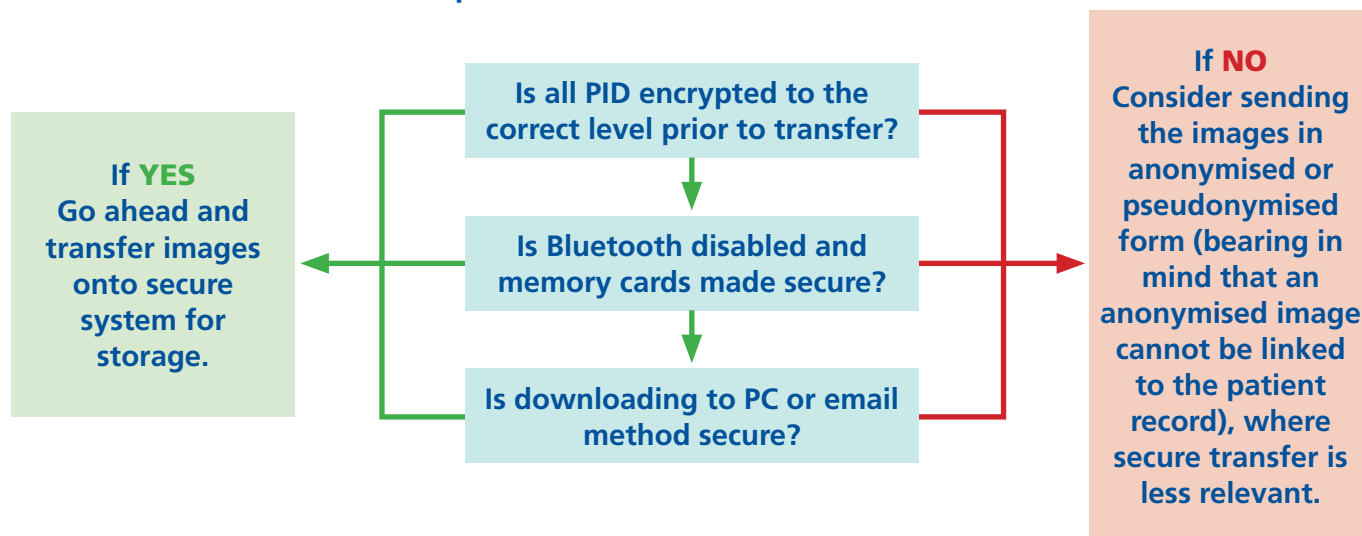 Is all PID encrypted to the
correct level prior to transfer?
If YES
Go ahead and
transfer images
onto secure
system for
storage.
Is Bluetooth disabled and
memory cards made secure?
Is downloading to PC or email
method secure?
If NO
Consider sending
the images in
anonymised or
pseudonymised
form (bearing in
mind that an
anonymised image
cannot be linked
to the patient
record), where
secure transfer is
less relevant.